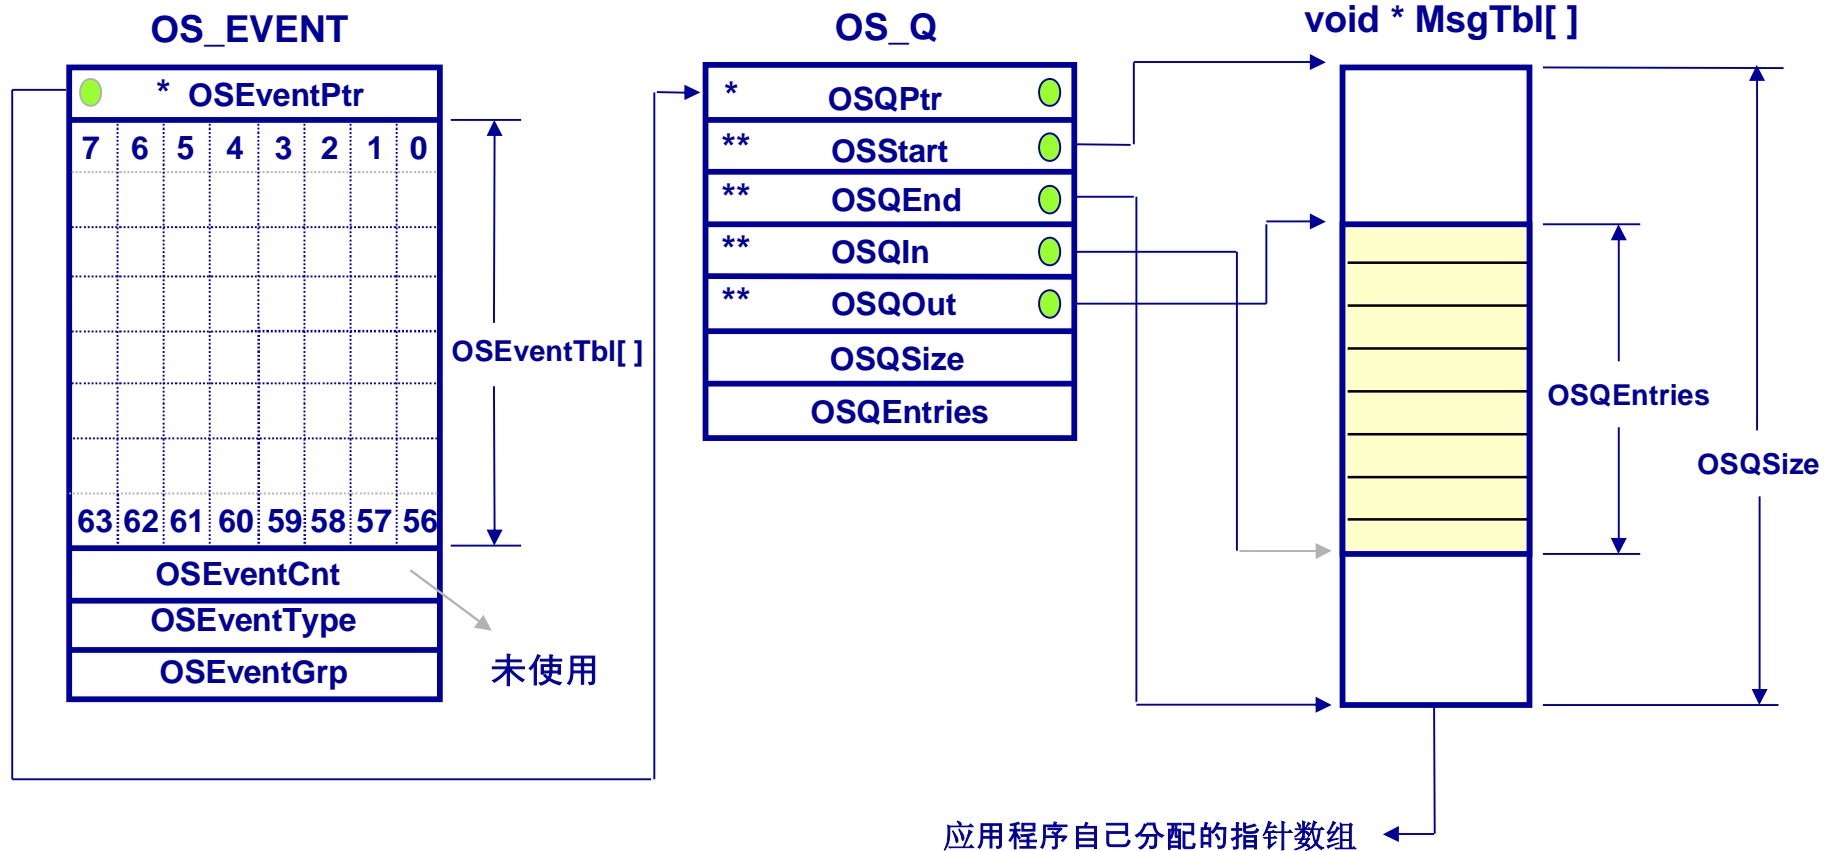 OS_EVENT
* OSEventPtr
7 6 5 4 3 2 1 0
63 62 61 60 59 58 57 56
OSEventCnt
OSEventType
OSEventGrp
OSEventTbl[ ]
未使用
OS_Q
* OSQPtr
** OSStart
** OSQEnd
** OSQIn
** OSQOut
OSQSize
OSQEntries
void * MsgTbl[ ]
OSQEntries
OSQSize
应用程序自己分配的指针数组